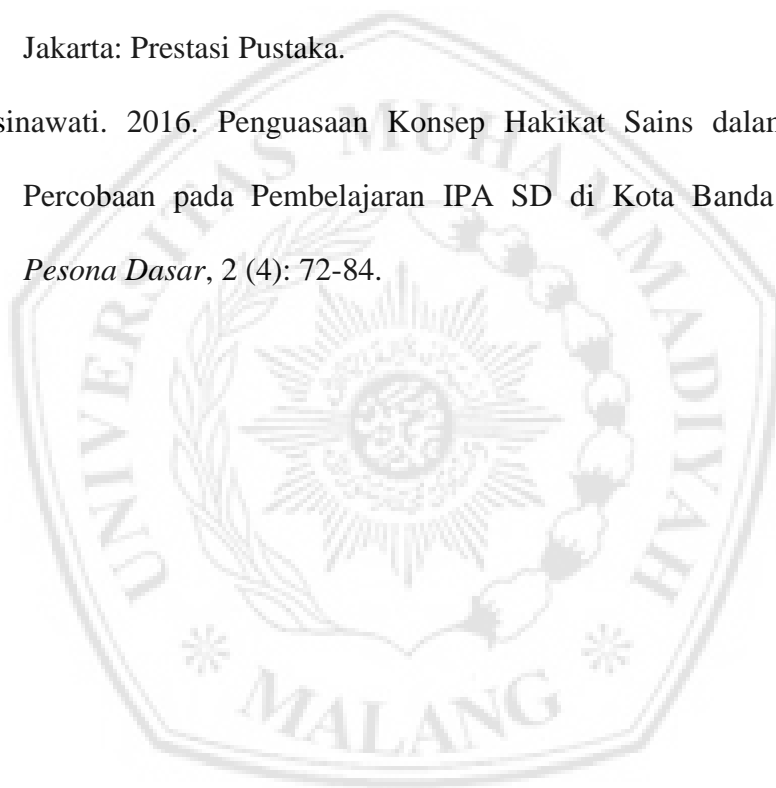 Jakarta: Prestasi Pustaka.
sinawati. 2016. Penguasaan Konsep Hakikat Sains dalam
Percobaan pada Pembelajaran IPA SD di Kota Banda
Pesona Dasar, 2 (4): 72-84.
UNIVERSITAS MUHAMMADIYAH
MALANG